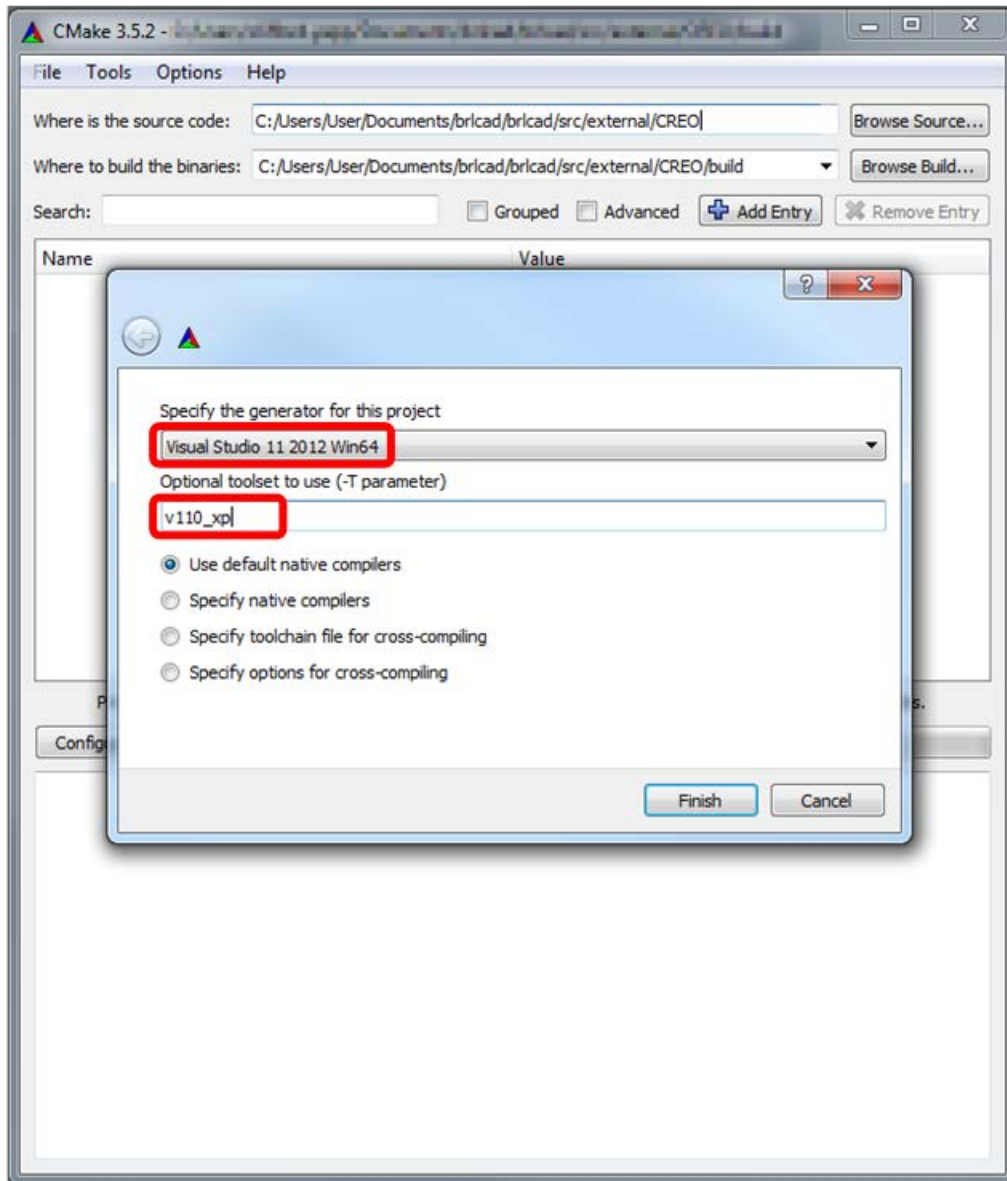 CMake 3.5.2 -
File Tools Options Help
Where is the source code: C:/Users/User/Documents/brlcad/brlcad/src/external/CREO Browse Source...
Where to build the binaries: C:/Users/User/Documents/brlcad/brlcad/src/external/CREO/build Browse Build...
Search: Grouped Advanced Add Entry Remove Entry
Name Value
Specify the generator for this project
Visual Studio 11 2012 Win64
Optional toolset to use (-T parameter)
v110_xp
Use default native compilers
Specify native compilers
Specify toolchain file for cross-compiling
Specify options for cross-compiling
P s.
Config
Finish Cancel